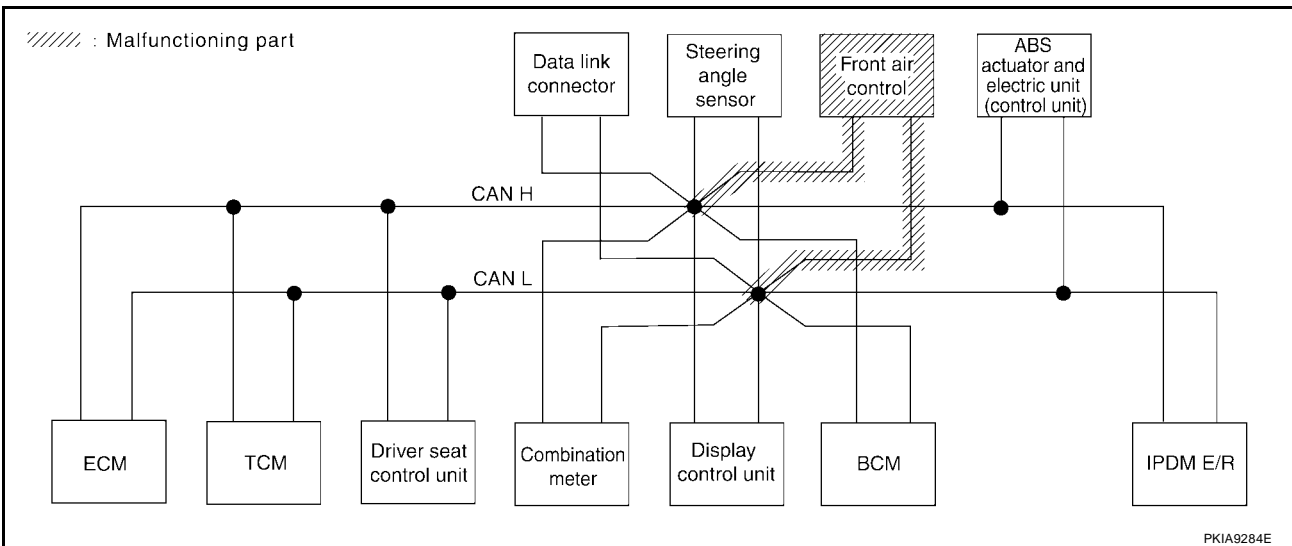 : Malfunctioning part
Data link
connector
Steering
angle
sensor
Front air
control
ABS
actuator and
electric unit
(control unit)
CAN H
CAN L
ECM
TCM
Driver seat
control unit
Combination
meter
Display
control unit
BCM
IPDM E/R
PKIA9284E